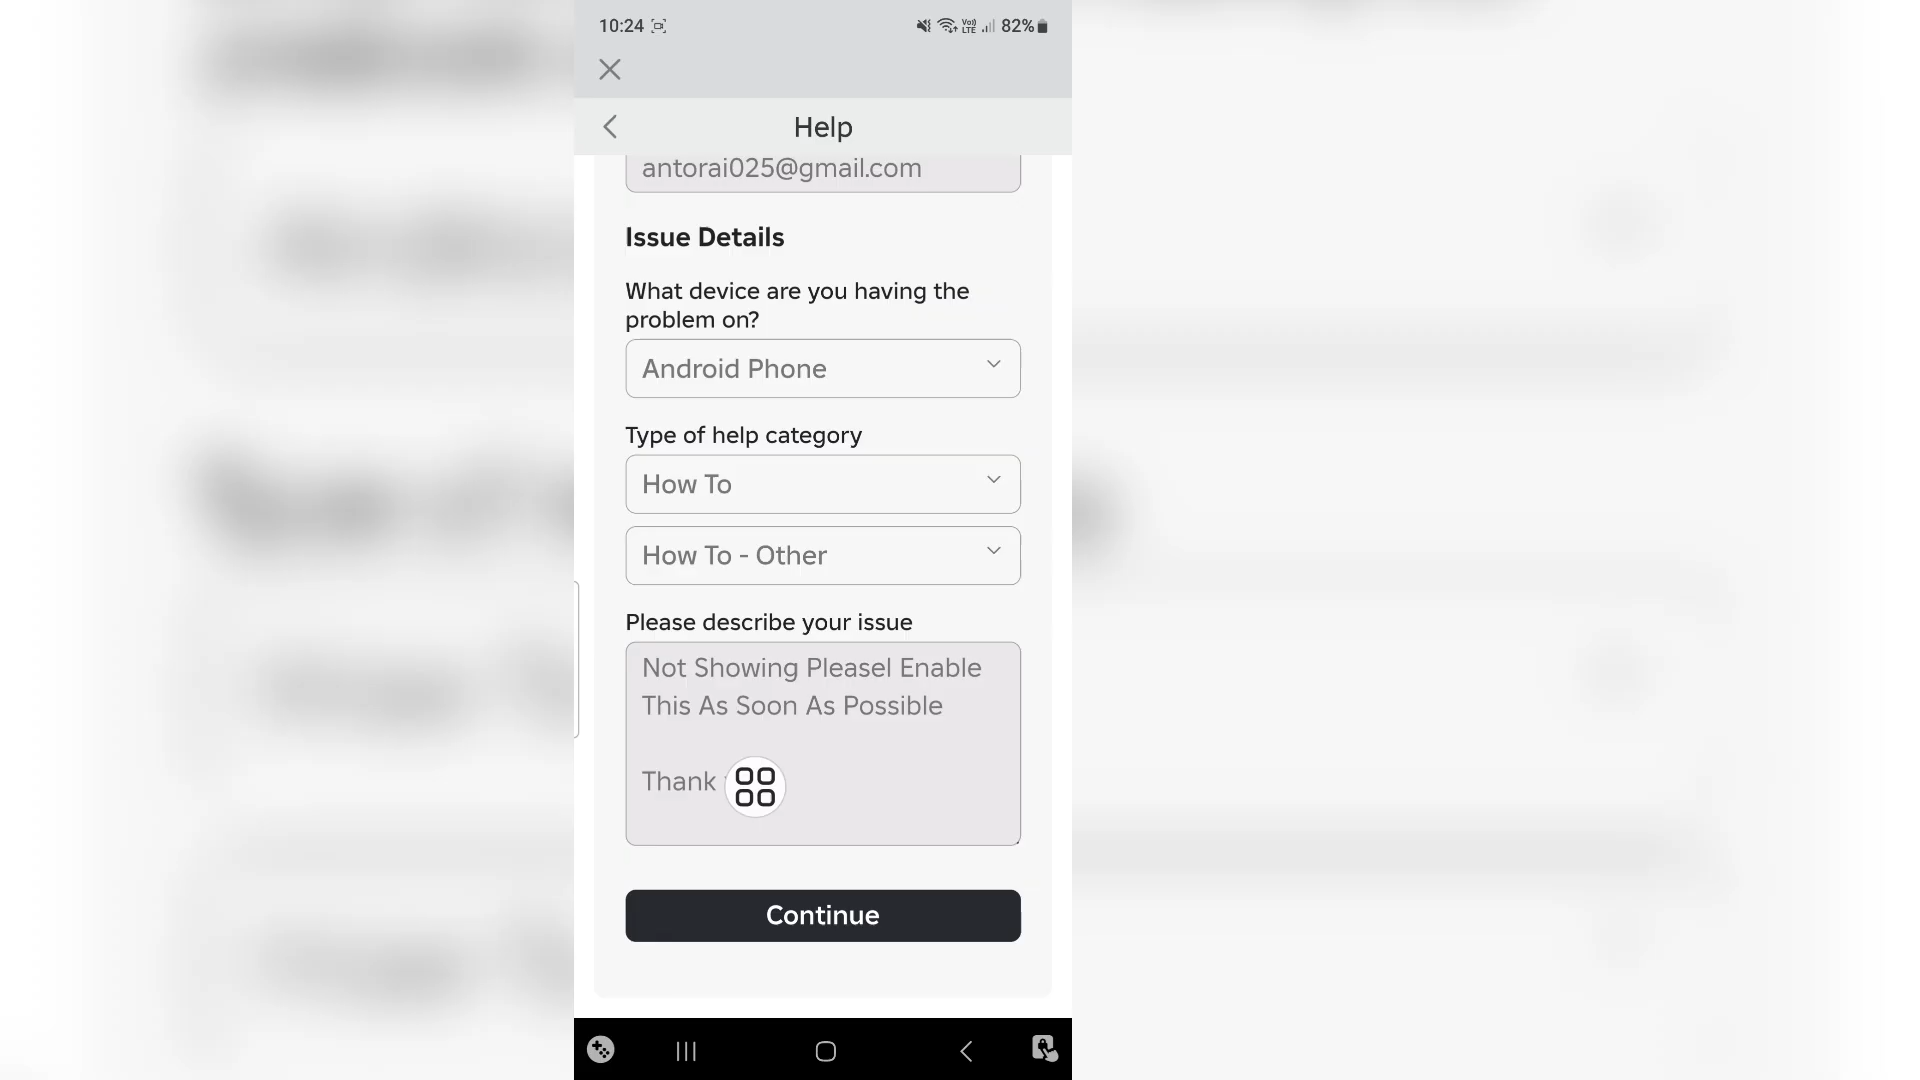 10:24
Vo))
LTE
82%
Help
antorai025@gmail.com
Issue Details
What device are you having the
problem on?
Android Phone
Type of help category
How To
How To - Other
Please describe your issue
Not Showing Pleasel Enable
This As Soon As Possible
Thank
Continue